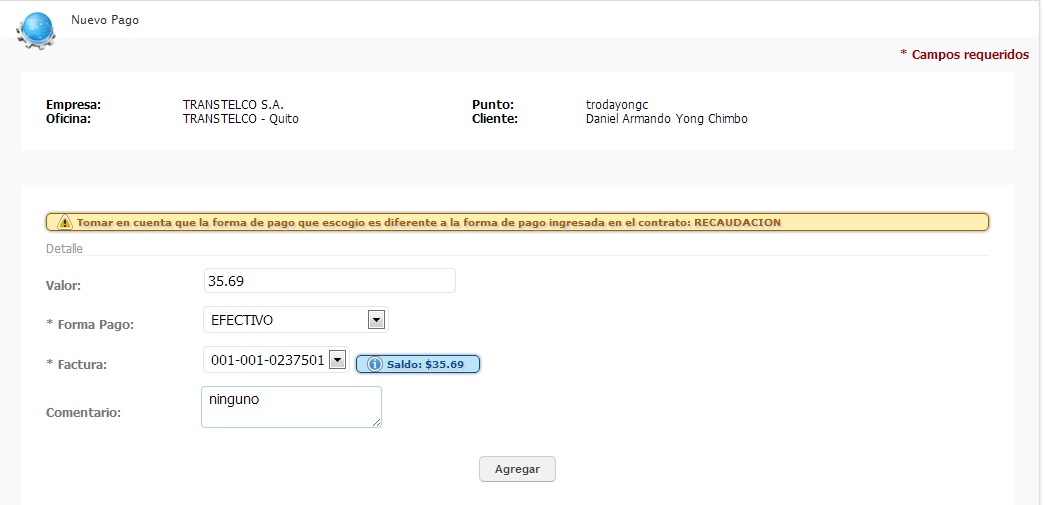 Nuevo Pago
* Campos requeridos
Empresa: TRANSTELCO S.A. Punto: trodayongc
Oficina: TRANSTELCO - Quito Cliente: Daniel Armando Yong Chimbo
Tomar en cuenta que la forma de pago que escogio es diferente a la forma de pago ingresada en el contrato: RECAUDACION
Detalle
Valor: 35.69
* Forma Pago: EFECTIVO
* Factura: 001-001-0237501 Saldo: $35.69
Comentario: ninguno
Agregar